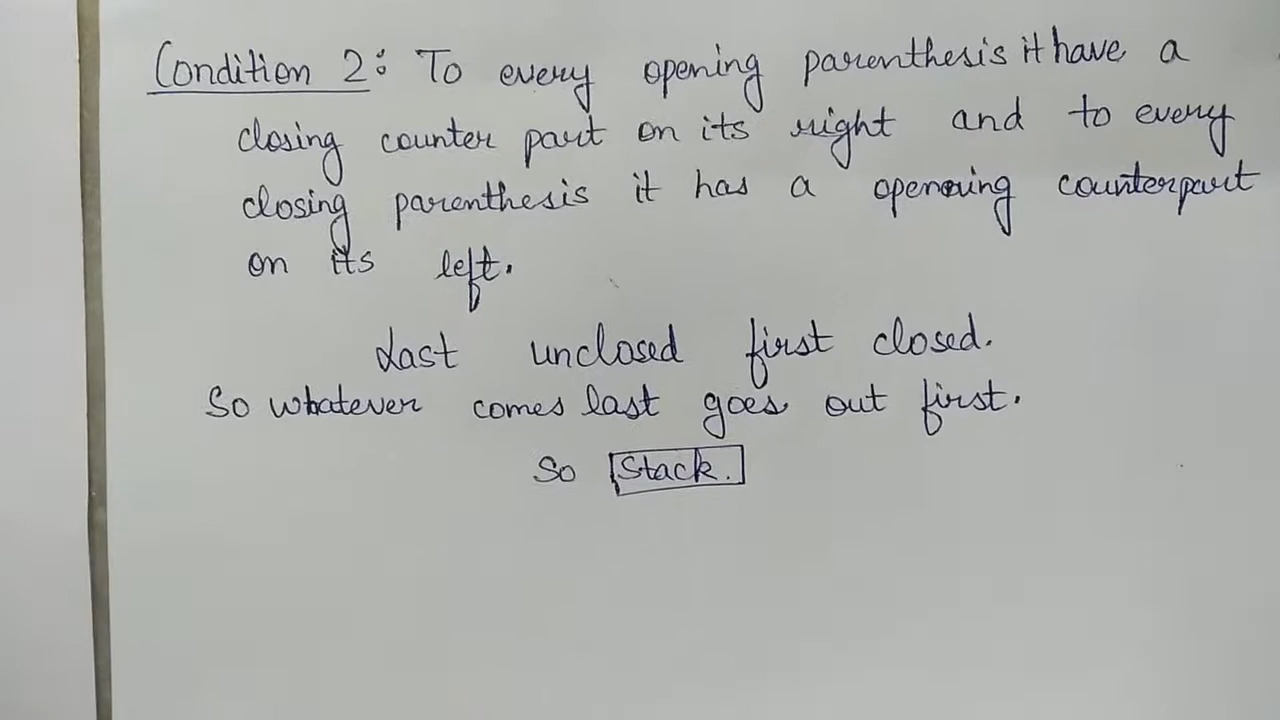 Condition 2: To every opening parenthesis it have a
closing counter part on its right and to every
closing parenthesis it has a opening counterpart
on its left.
Last unclosed first closed.
So whatever comes last goes out first.
So Stack.